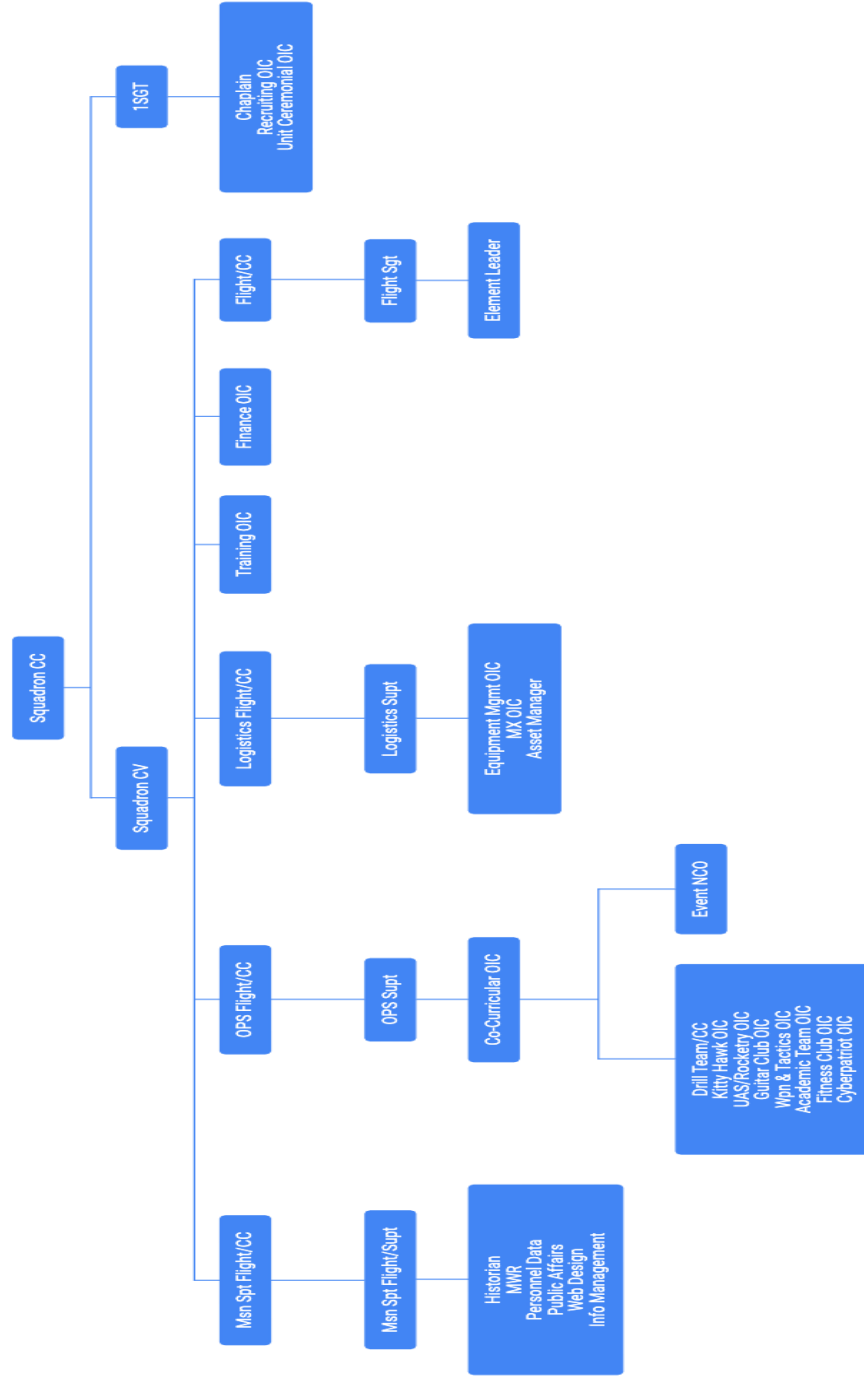 Squadron CC
Squadron CV
1SGT
Msn Spt Flight/CC
OPS Flight/CC
Logistics Flight/CC
Training OIC
Finance OIC
Flight/CC
Chaplain
Recruiting OIC
Unit Ceremonial OIC
Msn Spt Flight/Supt
OPS Supt
Logistics Supt
Flight Sgt
Historian
MWR
Personnel Data
Public Affairs
Web Design
Info Management
Co-Curricular OIC
Equipment Mgmt OIC
MX OIC
Asset Manager
Element Leader
Drill Team/CC
Kitty Hawk OIC
UAS/Rocketry OIC
Guitar Club OIC
Wpn & Tactics OIC
Academic Team OIC
Fitness Club OIC
Cyberpatriot OIC
Event NCO